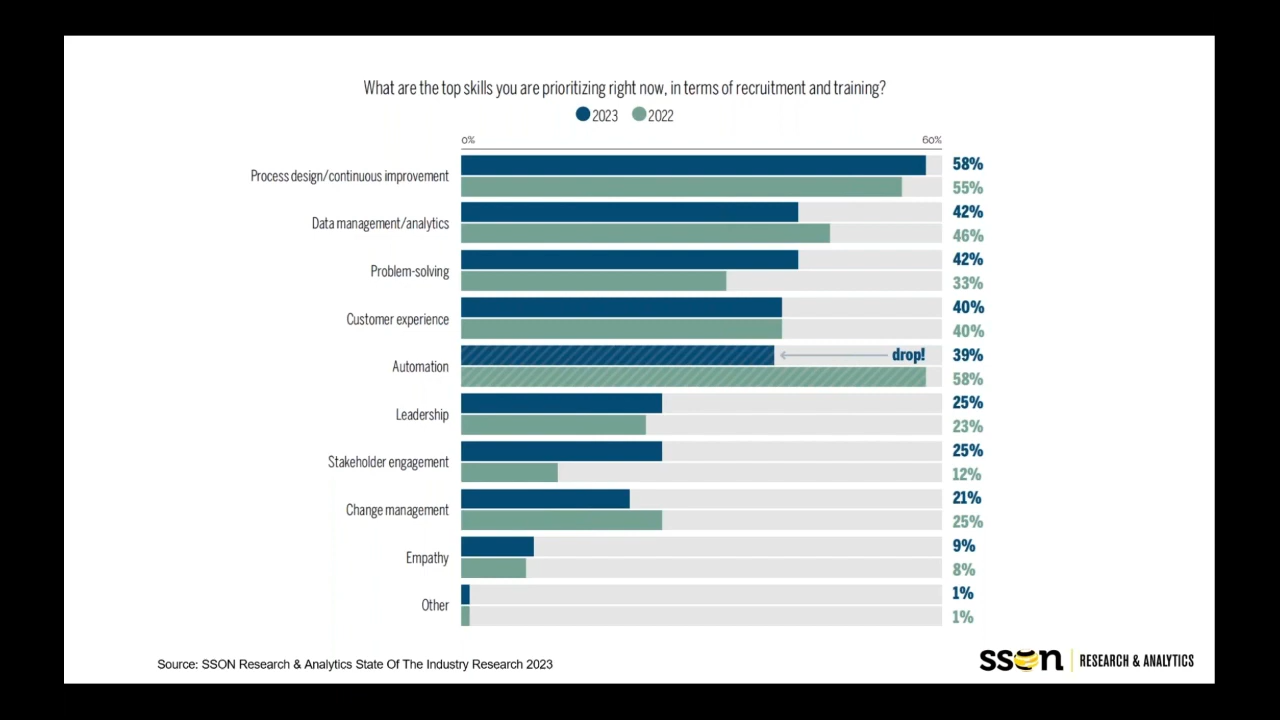 What are the top skills you are prioritizing right now, in terms of recruitment and training?
2023 2022
0% 60%
Process design/continuous improvement 58%
55%
Data management/analytics 42%
46%
Problem-solving 42%
33%
Customer experience 40%
40%
Automation drop! 39%
58%
Leadership 25%
23%
Stakeholder engagement 25%
12%
Change management 21%
25%
Empathy 9%
8%
Other 1%
1%
Source: SSON Research & Analytics State Of The Industry Research 2023
sson RESEARCH & ANALYTICS